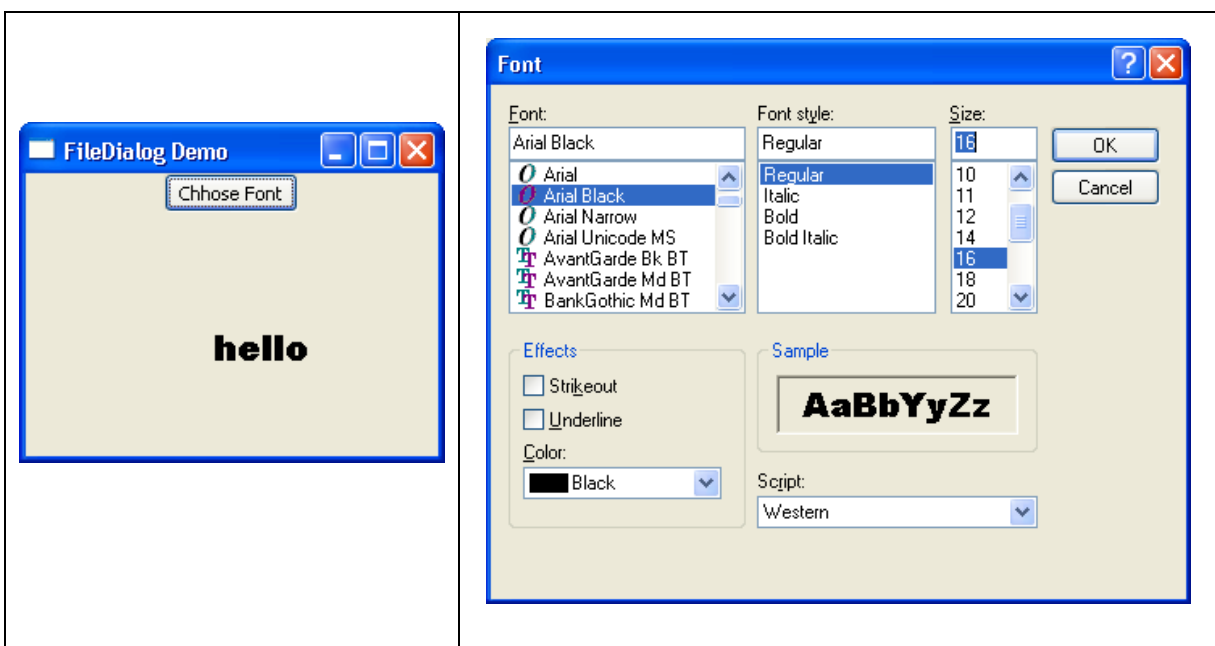 FileDialog Demo
Chhose Font
hello
Font
Font:
Font style:
Size:
Arial Black
Regular
16
OK
Cancel
Arial
Arial Black
Arial Narrow
Arial Unicode MS
AvantGarde Bk BT
AvantGarde Md BT
BankGothic Md BT
Regular
Italic
Bold
Bold Italic
10
11
12
14
16
18
20
Effects
Strikeout
Underline
Color:
Black
Sample
AaBbYyZz
Script:
Western